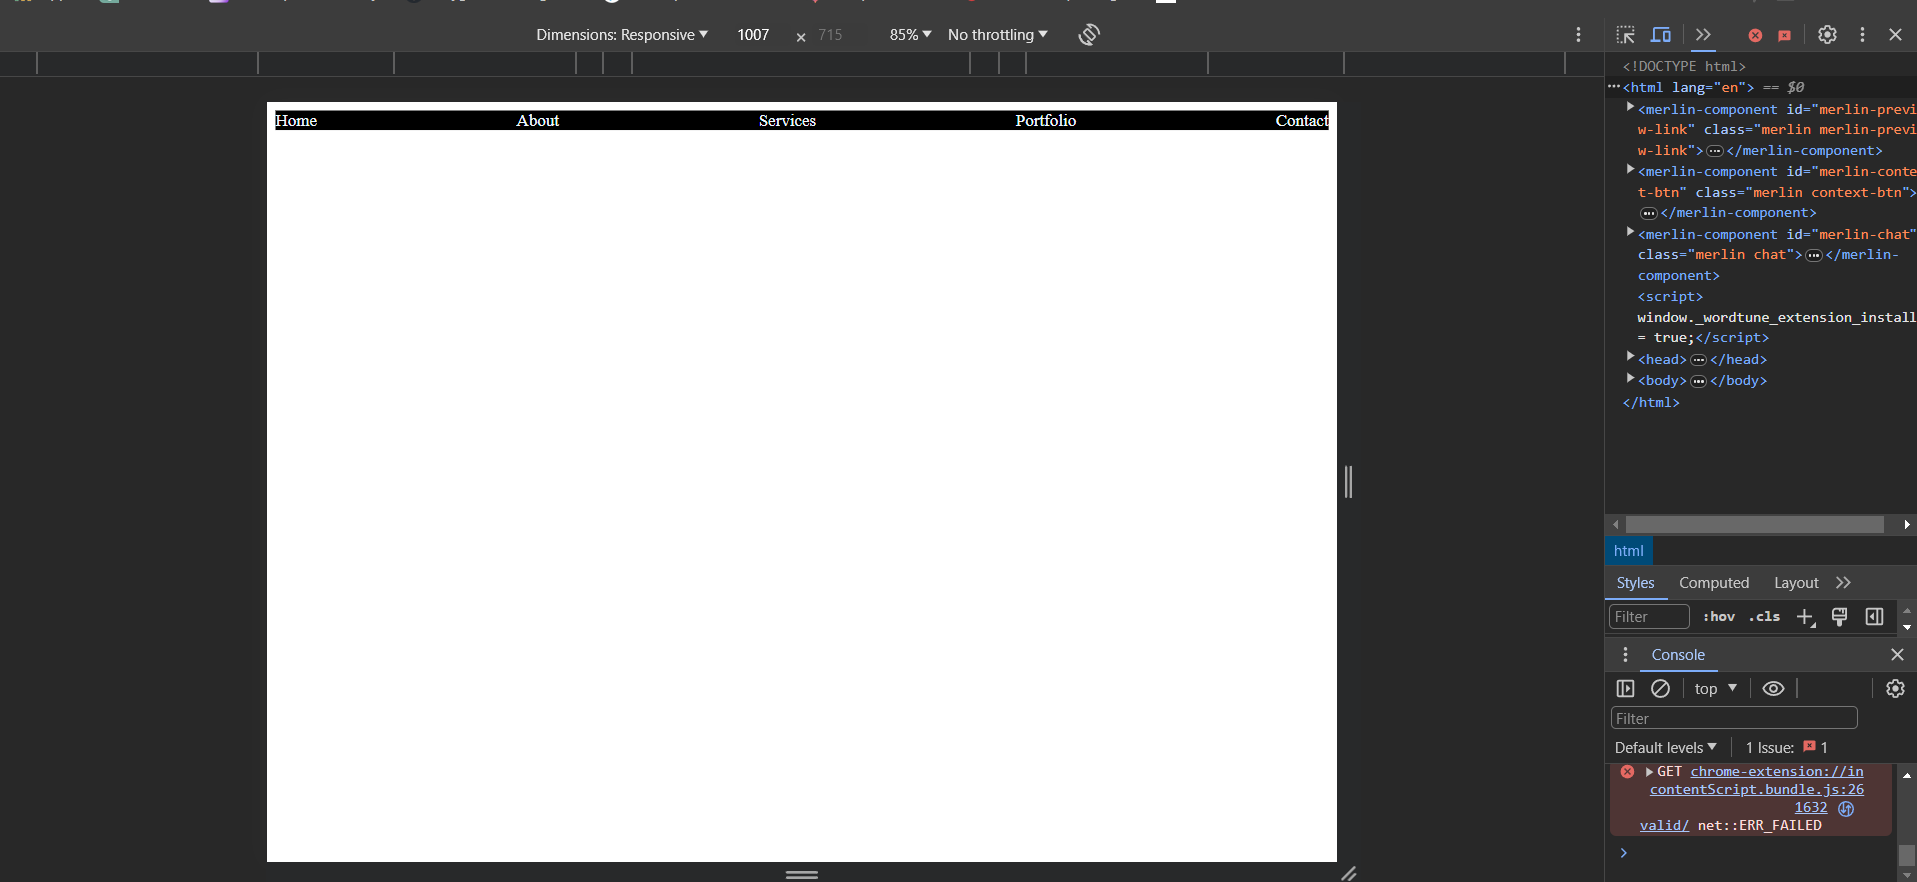 Dimensions: Responsive 1007 × 715 85% No throttling
Home About Services Portfolio Contact
<!DOCTYPE html>
<html lang="en"> == $0
<merlin-component id="merlin-previ
w-link" class="merlin merlin-previ
w-link"></merlin-component>
<merlin-component id="merlin-conte
t-btn" class="merlin context-btn">
</merlin-component>
<merlin-component id="merlin-chat"
class="merlin chat"></merlin-
component>
<script>
window._wordtune_extension_install
= true;</script>
<head></head>
<body></body>
</html>
html
Styles Computed Layout
Filter :hov .cls
Console
top
Filter
Default levels 1 Issue: 1
GET chrome-extension://in
contentScript.bundle.js:26
1632
valid/ net::ERR_FAILED